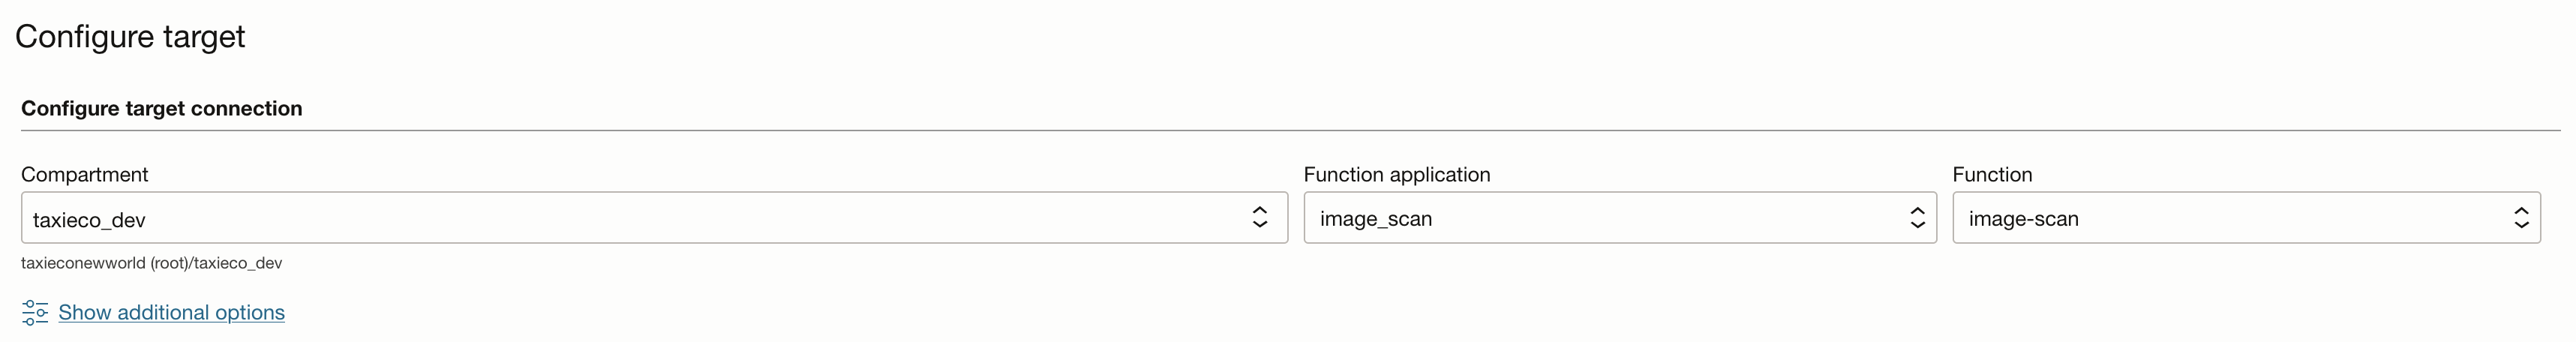 Configure target
Configure target connection
Compartment
Function application
Function
taxieco_dev
image_scan
image-scan
taxieconewworld (root)/taxieco_dev
Show additional options